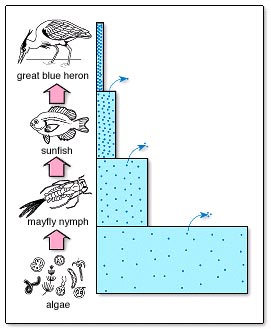 great blue heron
sunfish
mayfly nymph
algae